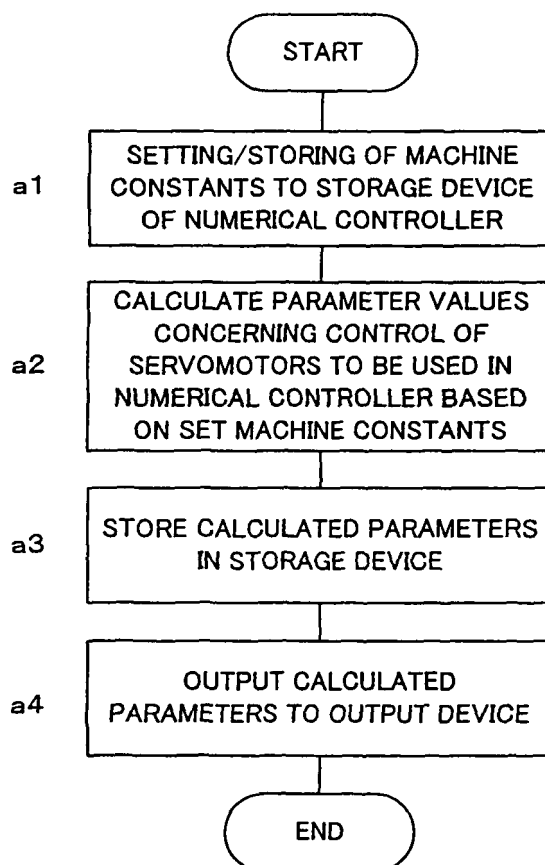 START
a1
SETTING/STORING OF MACHINE
CONSTANTS TO STORAGE DEVICE
OF NUMERICAL CONTROLLER
a2
CALCULATE PARAMETER VALUES
CONCERNING CONTROL OF
SERVOMOTORS TO BE USED IN
NUMERICAL CONTROLLER BASED
ON SET MACHINE CONSTANTS
a3
STORE CALCULATED PARAMETERS
IN STORAGE DEVICE
a4
OUTPUT CALCULATED
PARAMETERS TO OUTPUT DEVICE
END